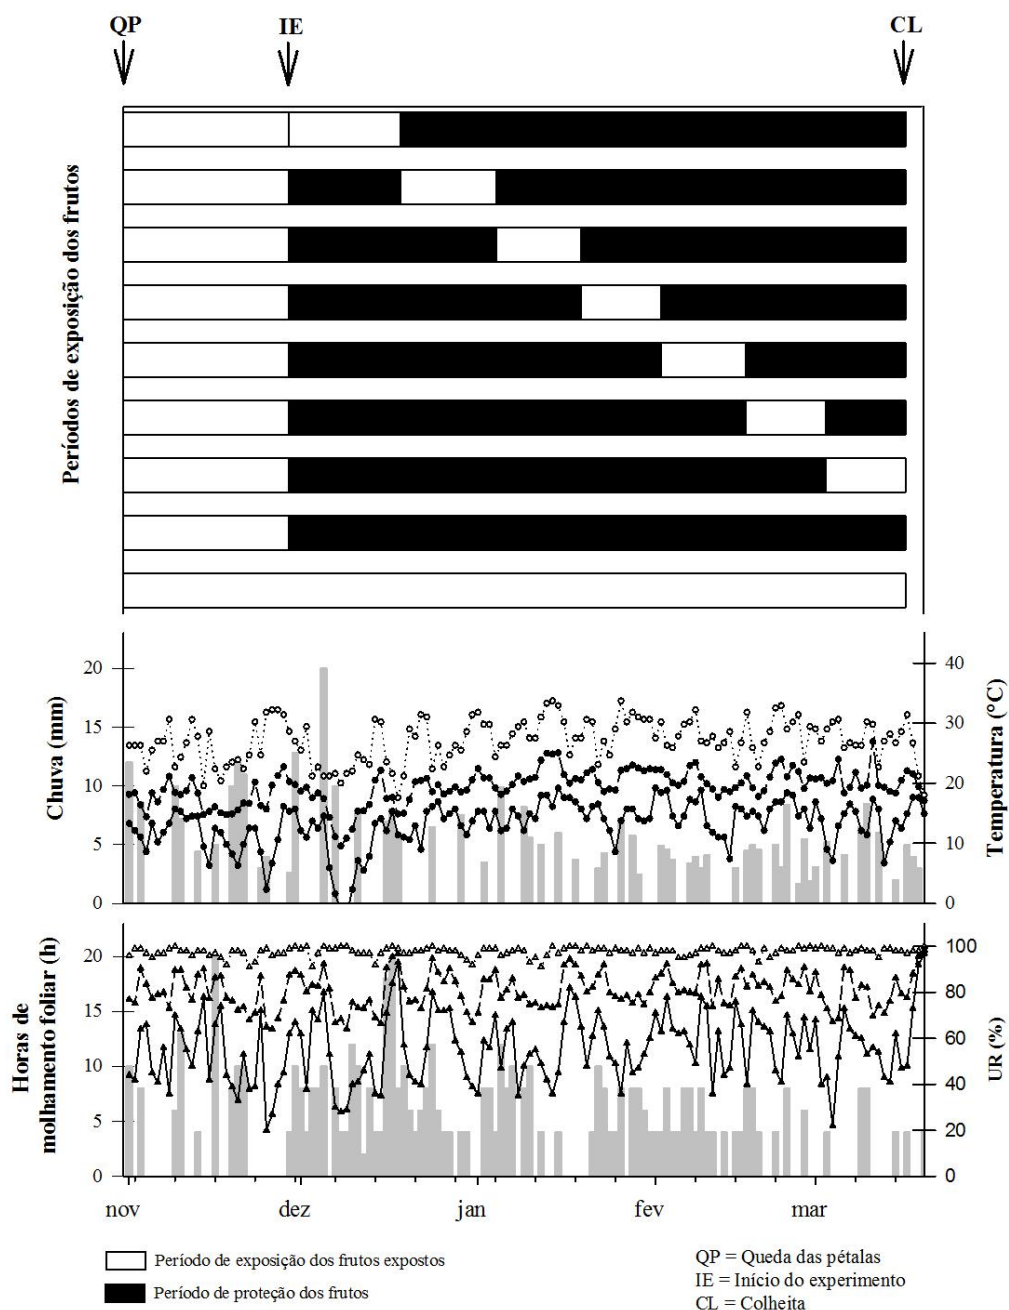 QP IE CL
Períodos de exposição dos frutos
Chuva (mm)
20
15
10
5
0
Temperatura (°C)
40
30
20
10
0
Horas de
molhamento foliar (h)
20
15
10
5
0
UR (%)
100
80
60
40
20
0
nov dez jan fev mar
Período de exposição dos frutos expostos
Período de proteção dos frutos
QP = Queda das pétalas
IE = Início do experimento
CL = Colheita